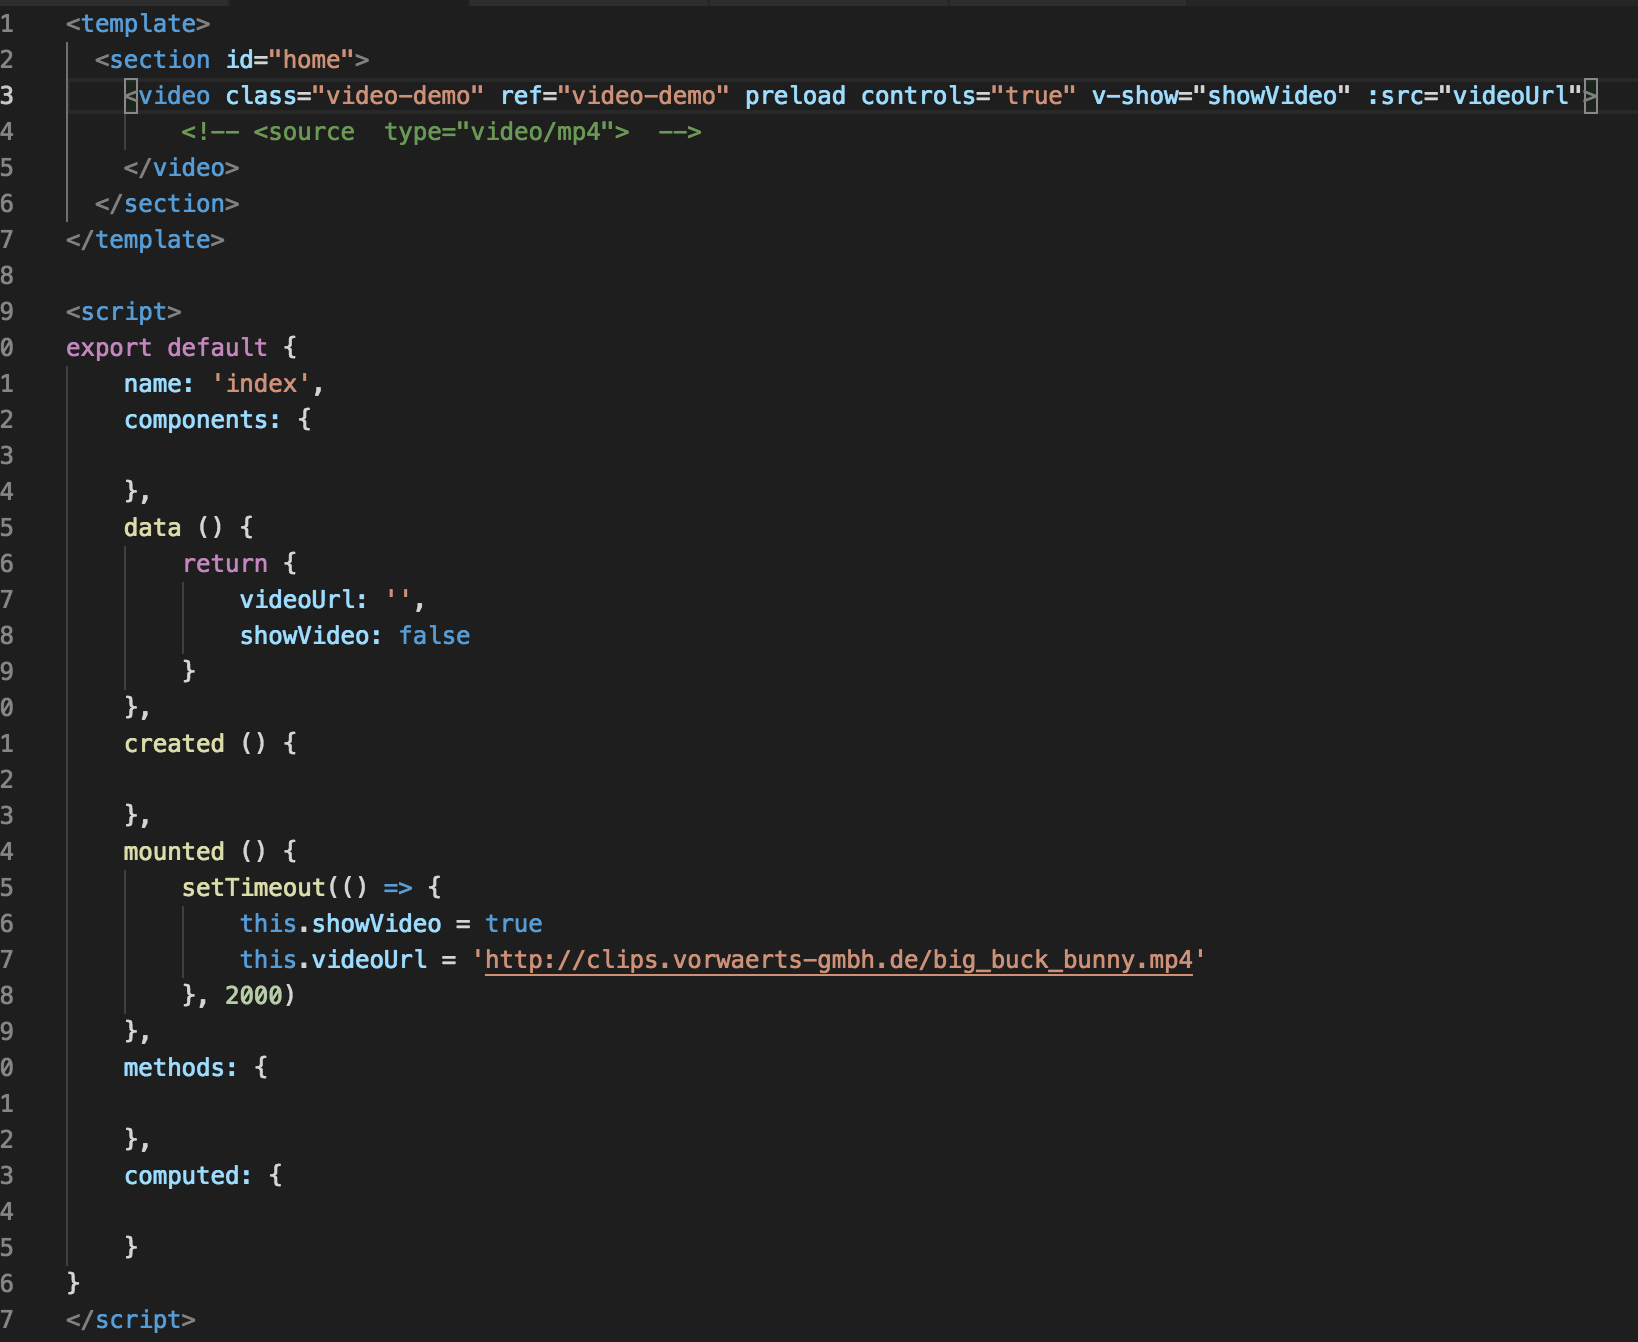 1 <template>
2 <section id="home">
3 <video class="video-demo" ref="video-demo" preload controls="true" v-show="showVideo" :src="videoUrl">
4 <!-- <source  type="video/mp4">  -->
5 </video>
6 </section>
7 </template>
8
9 <script>
0 export default {
1 name: 'index',
2 components: {
3
4 },
5 data () {
6 return {
7 videoUrl: '',
8 showVideo: false
9 }
0 },
1 created () {
2
3 },
4 mounted () {
5 setTimeout(() => {
6 this.showVideo = true
7 this.videoUrl = 'http://clips.vorwaerts-gmbh.de/big_buck_bunny.mp4'
8 }, 2000)
9 },
0 methods: {
1
2 },
3 computed: {
4
5 }
6 }
7 </script>